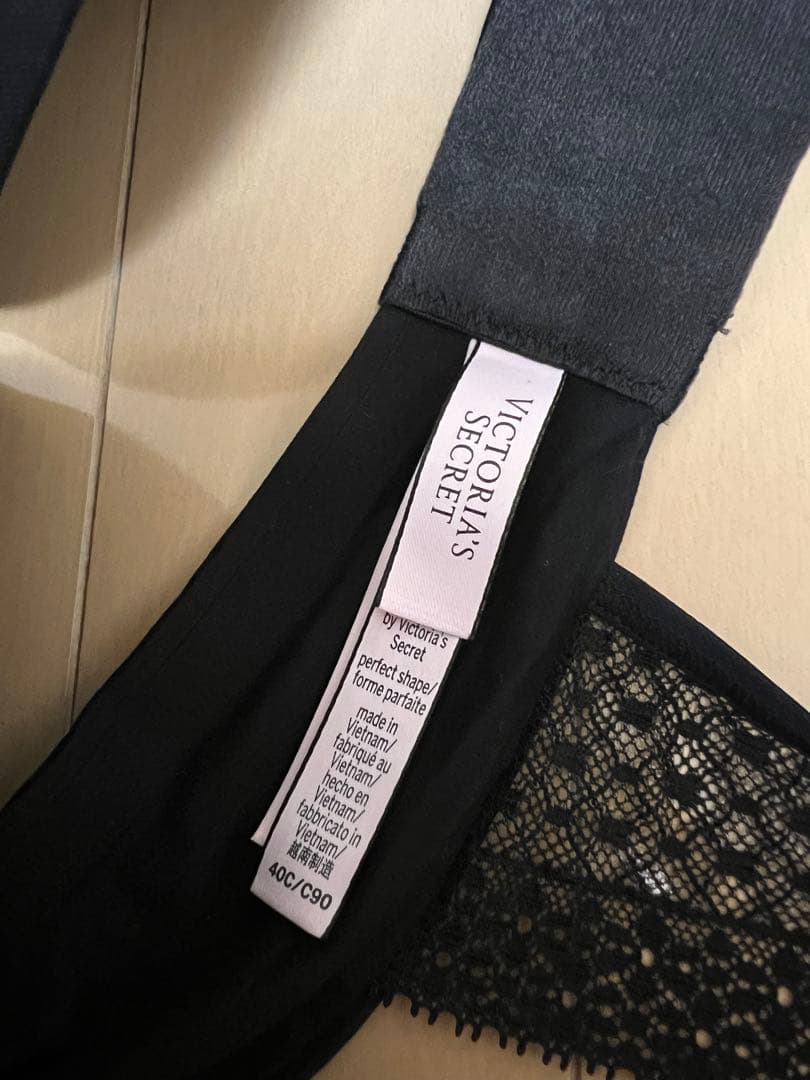 VICTORIA'S
SECRET
by Victoria's
Secret
perfect shape/
forme parfaite
made in
Vietnam/
fabriqué au
Vietnam/
hecho en
Vietnam/
fabbricato in
Vietnam/
越南制造
40C/C90